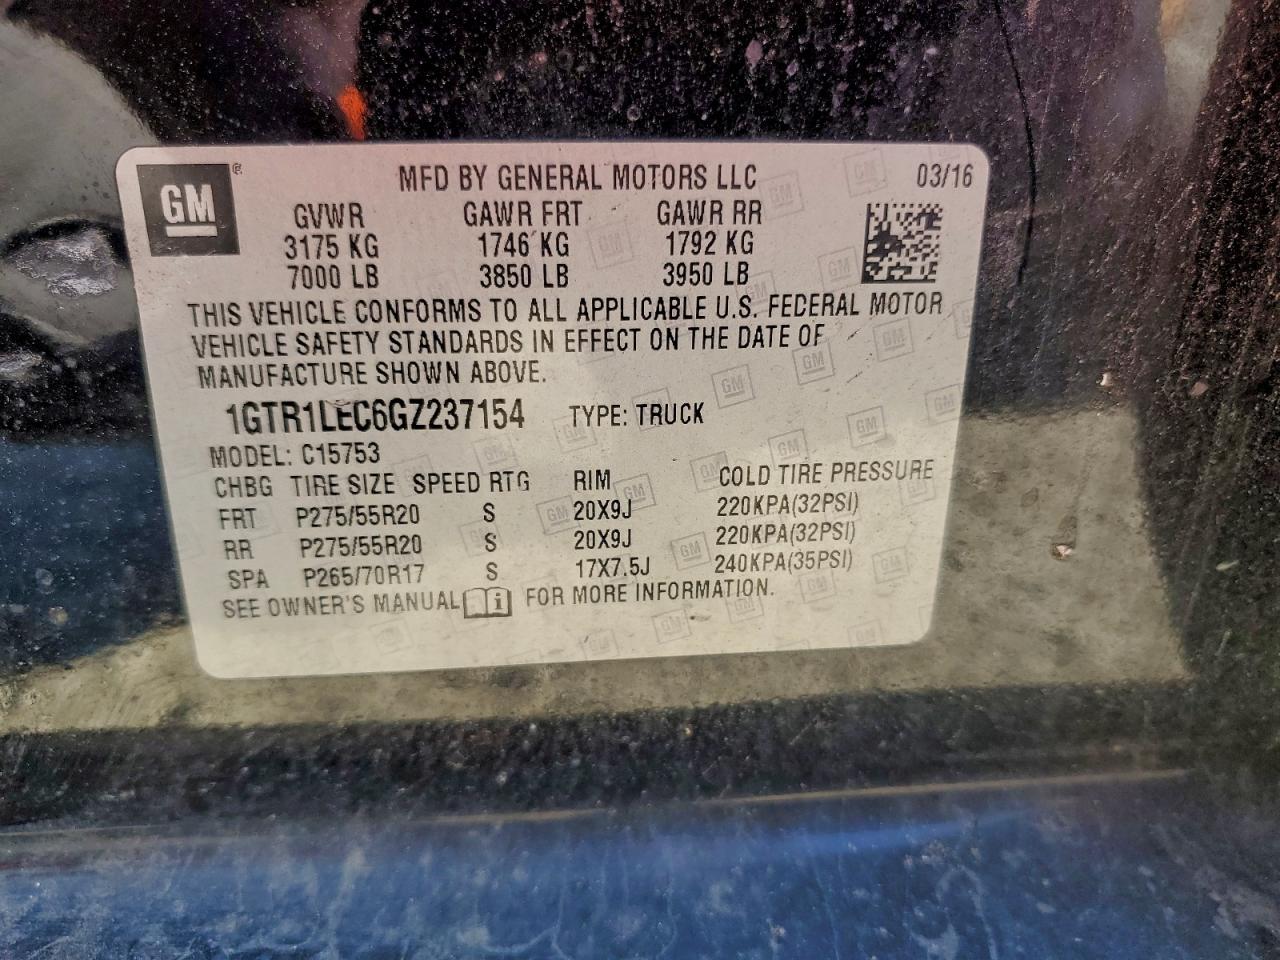 GM ® MFD BY GENERAL MOTORS LLC 03/16
GVWR GAWR FRT GAWR RR
3175 KG 1746 KG 1792 KG
7000 LB 3850 LB 3950 LB
THIS VEHICLE CONFORMS TO ALL APPLICABLE U.S. FEDERAL MOTOR
VEHICLE SAFETY STANDARDS IN EFFECT ON THE DATE OF
MANUFACTURE SHOWN ABOVE.
1GTR1LEC6GZ237154 TYPE: TRUCK
MODEL: C15753
CHBG TIRE SIZE SPEED RTG RIM COLD TIRE PRESSURE
FRT P275/55R20 S 20X9J 220KPA(32PSI)
RR P275/55R20 S 20X9J 220KPA(32PSI)
SPA P265/70R17 S 17X7.5J 240KPA(35PSI)
SEE OWNER'S MANUAL i FOR MORE INFORMATION.